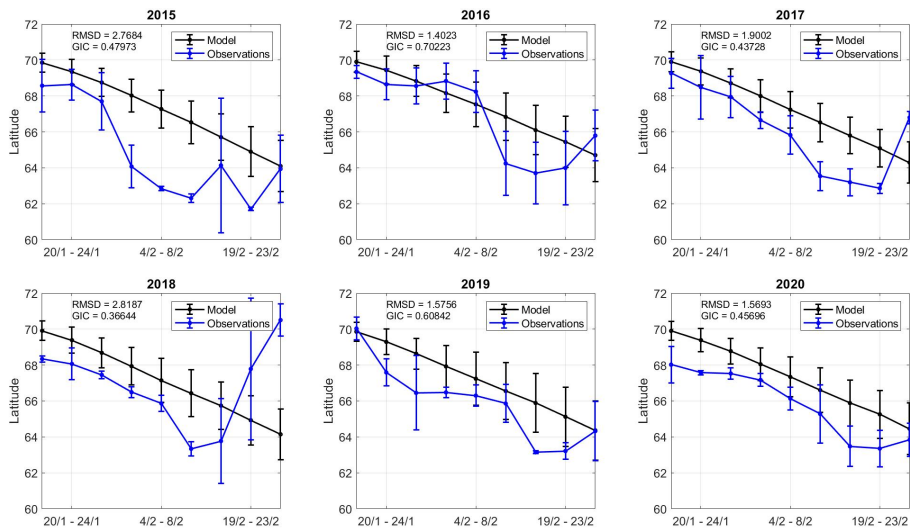 2015
RMSD = 2.7684
GIC = 0.47973
Model
Observations
Latitude
72
70
68
66
64
62
60
20/1 - 24/1
4/2 - 8/2
19/2 - 23/2
2016
RMSD = 1.4023
GIC = 0.70223
Model
Observations
Latitude
72
70
68
66
64
62
60
20/1 - 24/1
4/2 - 8/2
19/2 - 23/2
2017
RMSD = 1.9002
GIC = 0.43728
Model
Observations
Latitude
72
70
68
66
64
62
60
20/1 - 24/1
4/2 - 8/2
19/2 - 23/2
2018
RMSD = 2.8187
GIC = 0.36644
Model
Observations
Latitude
72
70
68
66
64
62
60
20/1 - 24/1
4/2 - 8/2
19/2 - 23/2
2019
RMSD = 1.5756
GIC = 0.60842
Model
Observations
Latitude
72
70
68
66
64
62
60
20/1 - 24/1
4/2 - 8/2
19/2 - 23/2
2020
RMSD = 1.5693
GIC = 0.45696
Model
Observations
Latitude
72
70
68
66
64
62
60
20/1 - 24/1
4/2 - 8/2
19/2 - 23/2